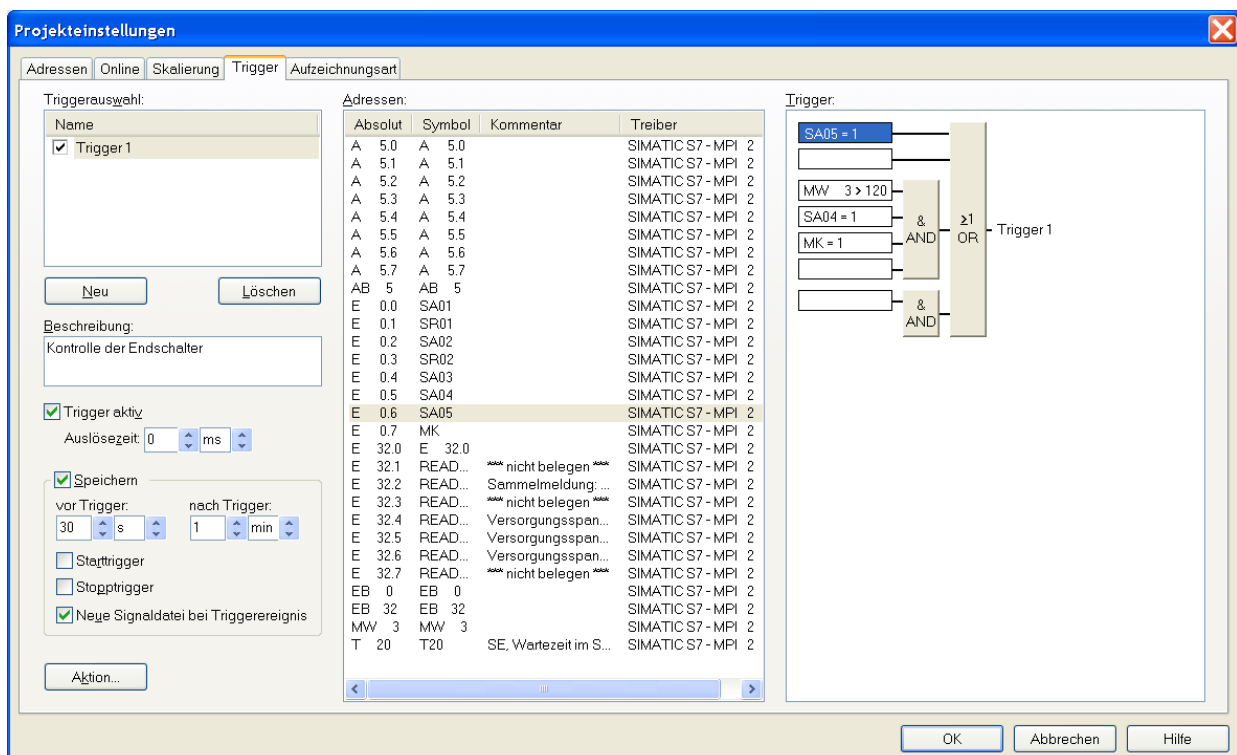 Projekteinstellungen
Adressen Online Skalierung Trigger Aufzeichnungsart
Triggerauswahl:
Name
Trigger 1
Neu Löschen
Beschreibung:
Kontrolle der Endschalter
Trigger aktiv
Auslösezeit: 0 ms
Speichern
vor Trigger: nach Trigger:
30 s 1 min
Starttrigger
Stopptrigger
Neue Signaldatei bei Triggerereignis
Aktion...
Adressen:
Absolut Symbol Kommentar Treiber
A 5.0 A 5.0 SIMATIC S7 - MPI 2
A 5.1 A 5.1 SIMATIC S7 - MPI 2
A 5.2 A 5.2 SIMATIC S7 - MPI 2
A 5.3 A 5.3 SIMATIC S7 - MPI 2
A 5.4 A 5.4 SIMATIC S7 - MPI 2
A 5.5 A 5.5 SIMATIC S7 - MPI 2
A 5.6 A 5.6 SIMATIC S7 - MPI 2
A 5.7 A 5.7 SIMATIC S7 - MPI 2
AB 5 AB 5 SIMATIC S7 - MPI 2
E 0.0 SA01 SIMATIC S7 - MPI 2
E 0.1 SR01 SIMATIC S7 - MPI 2
E 0.2 SA02 SIMATIC S7 - MPI 2
E 0.3 SR02 SIMATIC S7 - MPI 2
E 0.4 SA03 SIMATIC S7 - MPI 2
E 0.5 SA04 SIMATIC S7 - MPI 2
E 0.6 SA05 SIMATIC S7 - MPI 2
E 0.7 MK SIMATIC S7 - MPI 2
E 32.0 E 32.0 SIMATIC S7 - MPI 2
E 32.1 READ... *** nicht belegen *** SIMATIC S7 - MPI 2
E 32.2 READ... Sammelmeldung: ... SIMATIC S7 - MPI 2
E 32.3 READ... *** nicht belegen *** SIMATIC S7 - MPI 2
E 32.4 READ... Versorgungsspan... SIMATIC S7 - MPI 2
E 32.5 READ... Versorgungsspan... SIMATIC S7 - MPI 2
E 32.6 READ... Versorgungsspan... SIMATIC S7 - MPI 2
E 32.7 READ... *** nicht belegen *** SIMATIC S7 - MPI 2
EB 0 EB 0 SIMATIC S7 - MPI 2
EB 32 EB 32 SIMATIC S7 - MPI 2
MW 3 MW 3 SIMATIC S7 - MPI 2
T 20 T20 SE, Wartezeit im S... SIMATIC S7 - MPI 2
Trigger:
SA05 = 1
MW 3 > 120
SA04 = 1
MK = 1
&
AND
≥1
OR
Trigger 1
&
AND
OK Abbrechen Hilfe